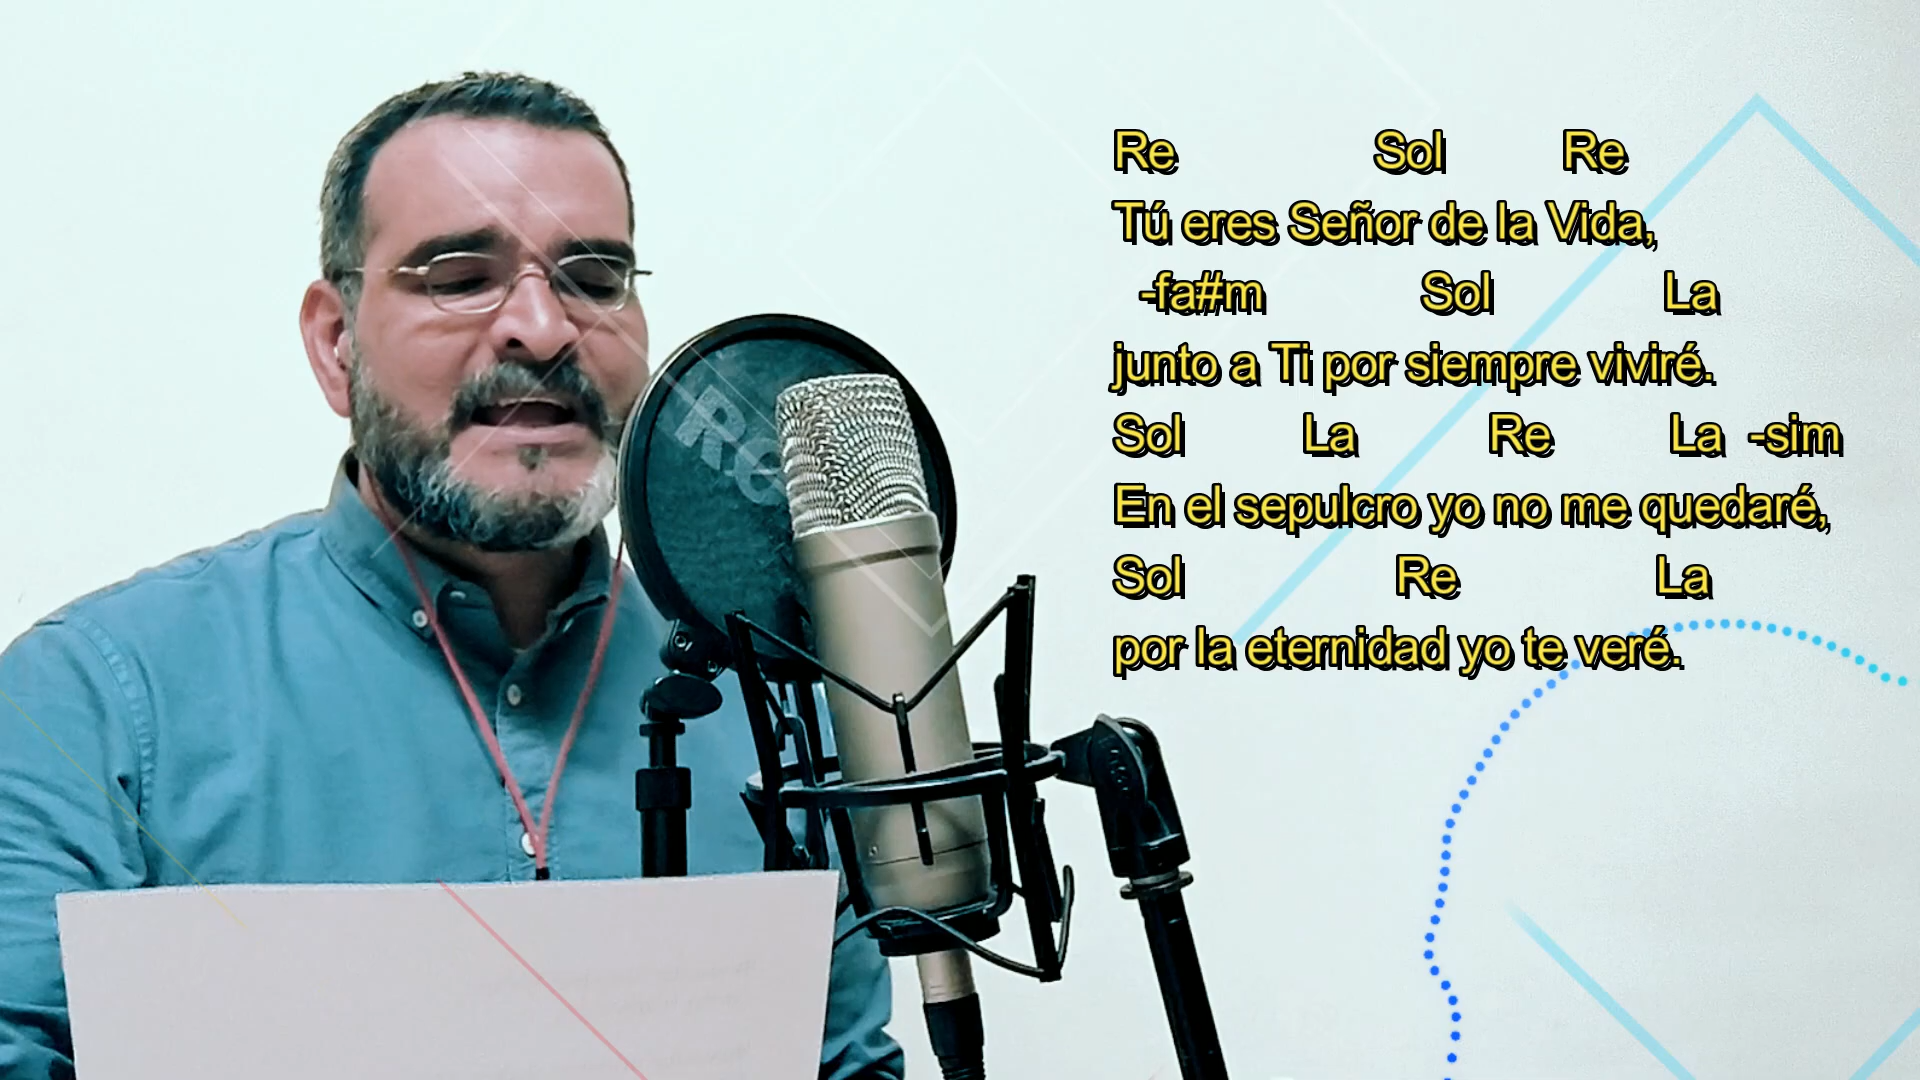 Re Sol Re
Tú eres Señor de la Vida,
-fa#m Sol La
junto a Ti por siempre viviré.
Sol La Re La -sim
En el sepulcro yo no me quedaré,
Sol Re La
por la eternidad yo te veré.